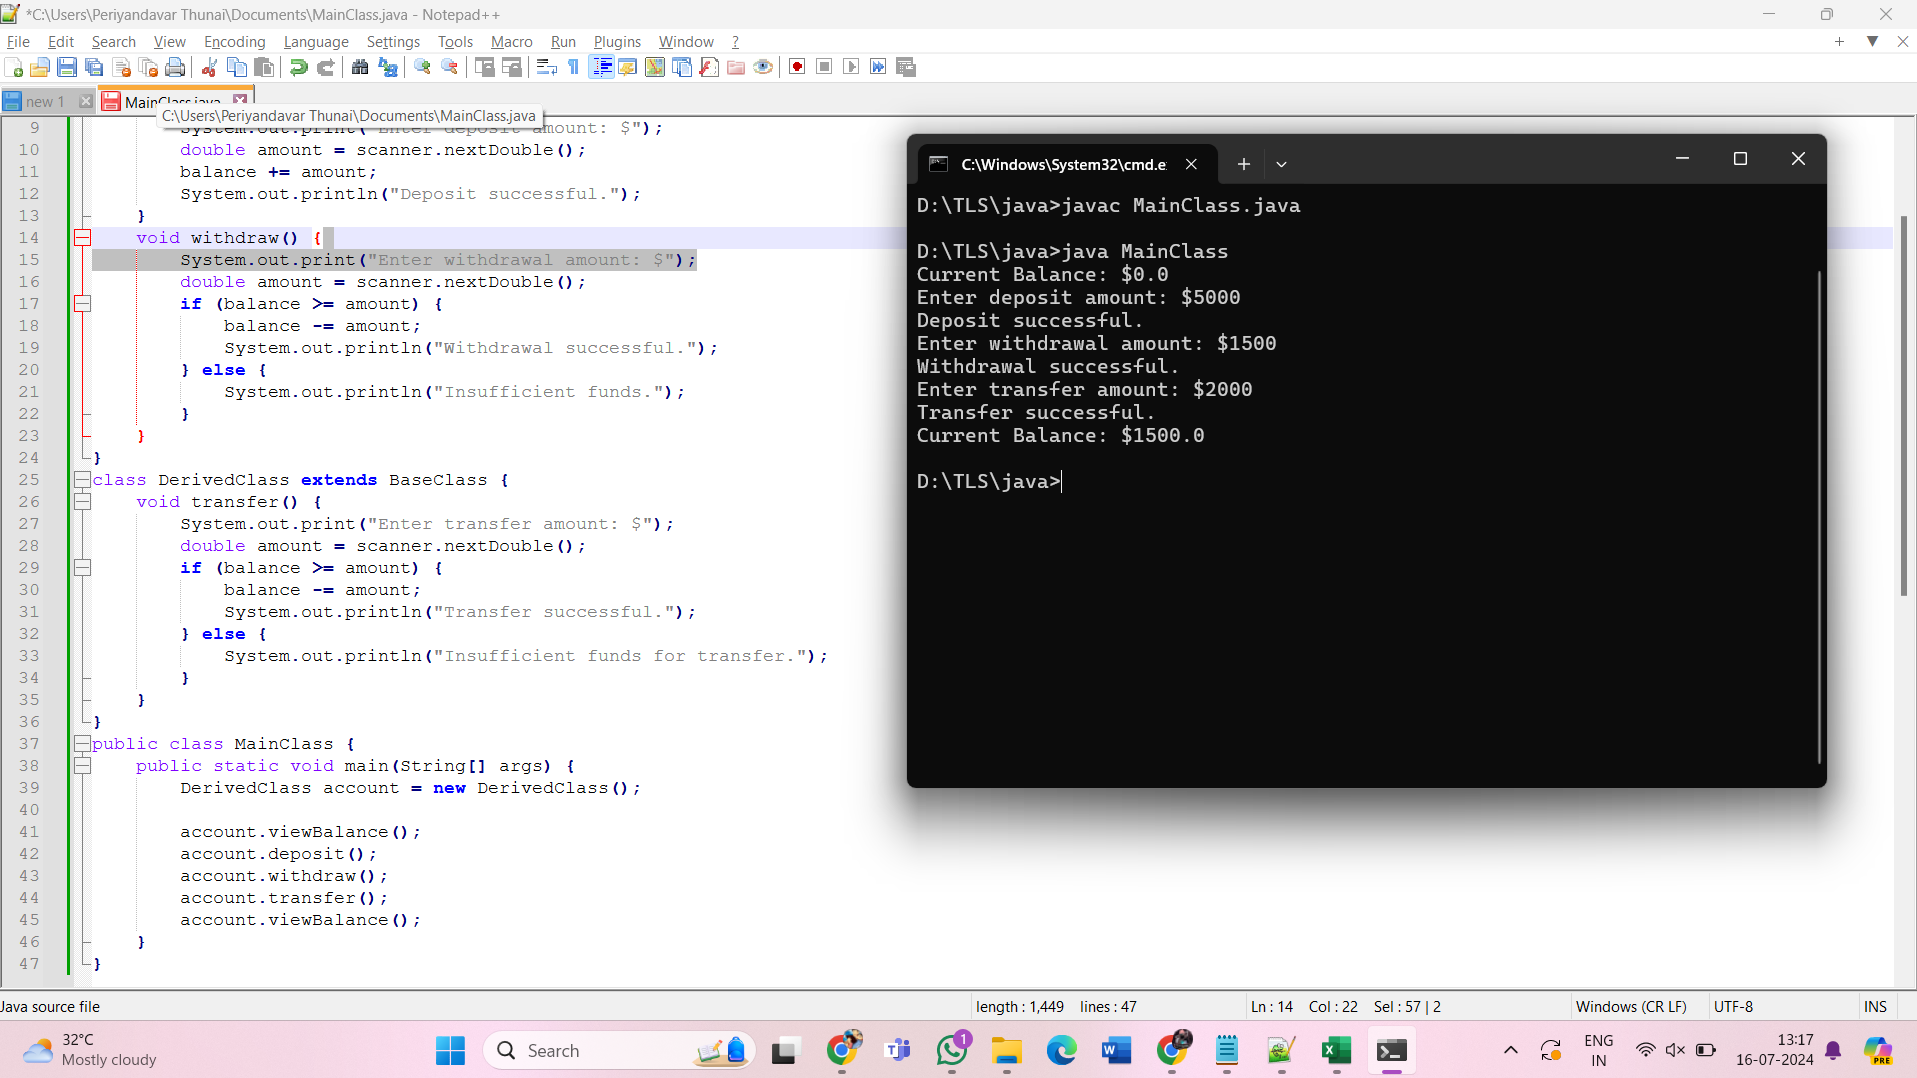 *C:\Users\Periyandavar Thunai\Documents\MainClass.java - Notepad++
File Edit Search View Encoding Language Settings Tools Macro Run Plugins Window ?
new 1 MainClass.java
C:\Users\Periyandavar Thunai\Documents\MainClass.java
9 System.out.print("Enter deposit amount: $");
10 double amount = scanner.nextDouble();
11 balance += amount;
12 System.out.println("Deposit successful.");
13 }
14 void withdraw() {
15 System.out.print("Enter withdrawal amount: $");
16 double amount = scanner.nextDouble();
17 if (balance >= amount) {
18 balance -= amount;
19 System.out.println("Withdrawal successful.");
20 } else {
21 System.out.println("Insufficient funds.");
22 }
23 }
24 }
25 class DerivedClass extends BaseClass {
26 void transfer() {
27 System.out.print("Enter transfer amount: $");
28 double amount = scanner.nextDouble();
29 if (balance >= amount) {
30 balance -= amount;
31 System.out.println("Transfer successful.");
32 } else {
33 System.out.println("Insufficient funds for transfer.");
34 }
35 }
36 }
37 public class MainClass {
38 public static void main(String[] args) {
39 DerivedClass account = new DerivedClass();
40
41 account.viewBalance();
42 account.deposit();
43 account.withdraw();
44 account.transfer();
45 account.viewBalance();
46 }
47 }
C:\Windows\System32\cmd.e
D:\TLS\java>javac MainClass.java
D:\TLS\java>java MainClass
Current Balance: $0.0
Enter deposit amount: $5000
Deposit successful.
Enter withdrawal amount: $1500
Withdrawal successful.
Enter transfer amount: $2000
Transfer successful.
Current Balance: $1500.0
D:\TLS\java>
Java source file length : 1,449 lines : 47 Ln : 14 Col : 22 Sel : 57 | 2 Windows (CR LF) UTF-8 INS
32°C
Mostly cloudy
Search
1
ENG
IN
13:17
16-07-2024
PRE